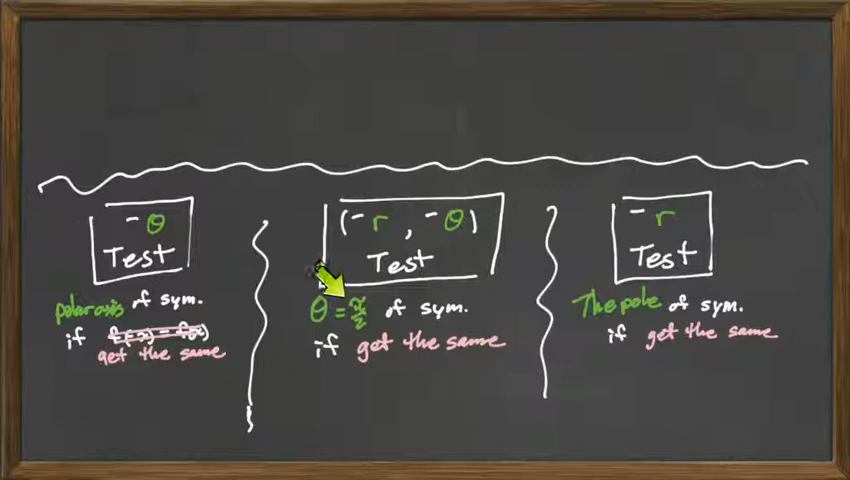 -θ
Test
polar axis of sym.
if f(-x) = f(x)
get the same
(-r, -θ)
Test
θ = π/2 of sym.
if get the same
-r
Test
The pole of sym.
if get the same